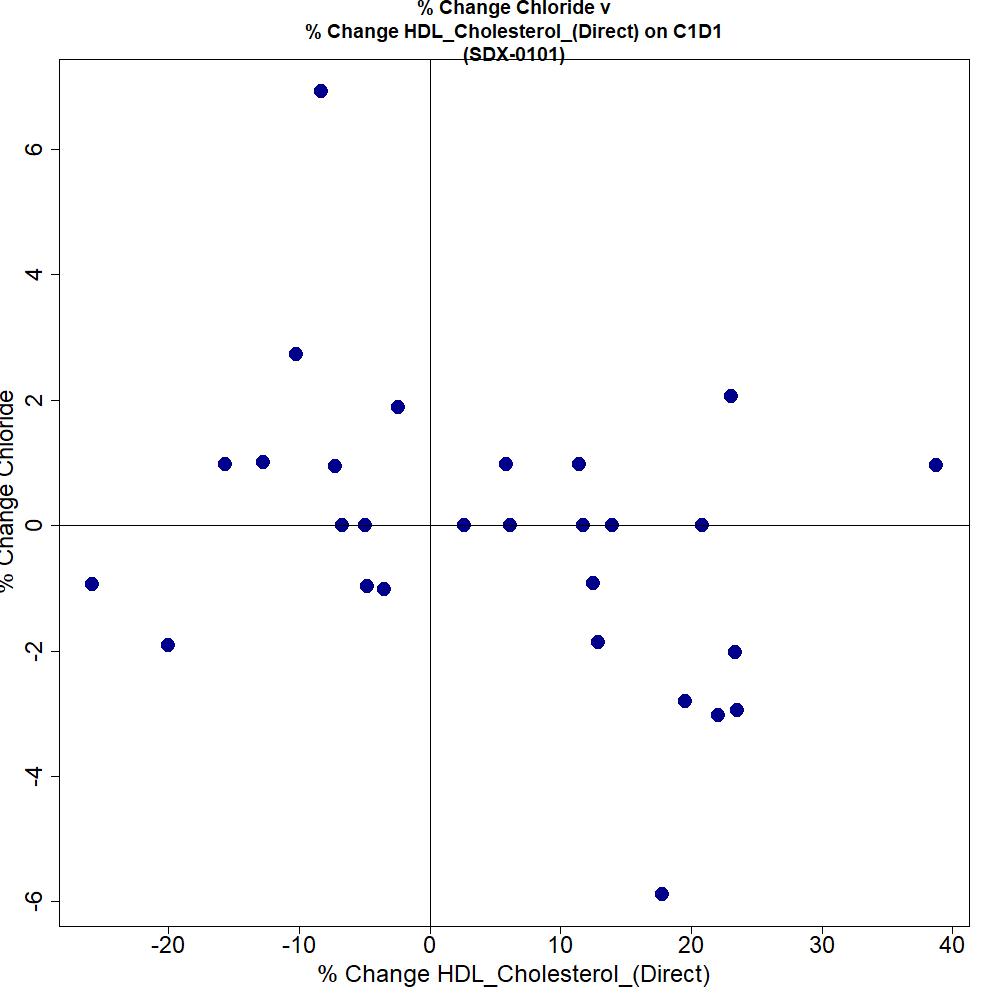 % Change Chloride v
% Change HDL_Cholesterol_(Direct) on C1D1
(SDX-0101)
6
4
2
0
-2
-4
-6
% Change Chloride
-20 -10 0 10 20 30 40
% Change HDL_Cholesterol_(Direct)